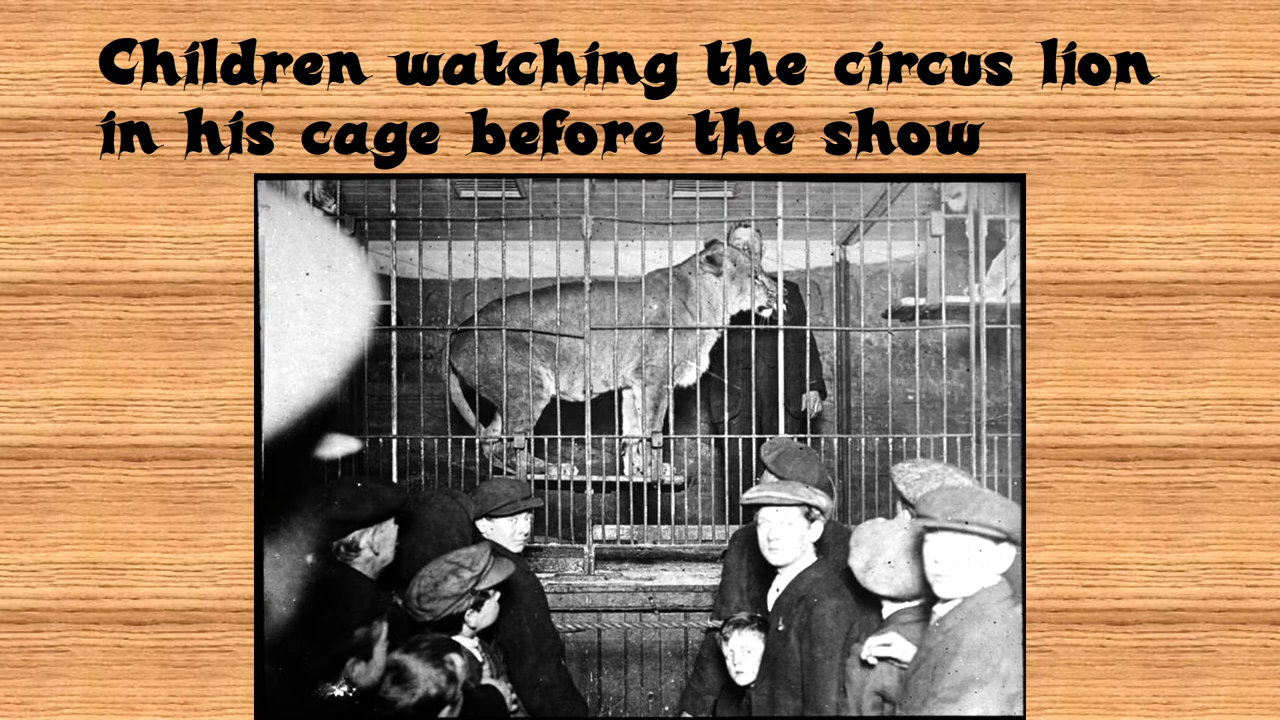 Children watching the circus lion
in his cage before the show